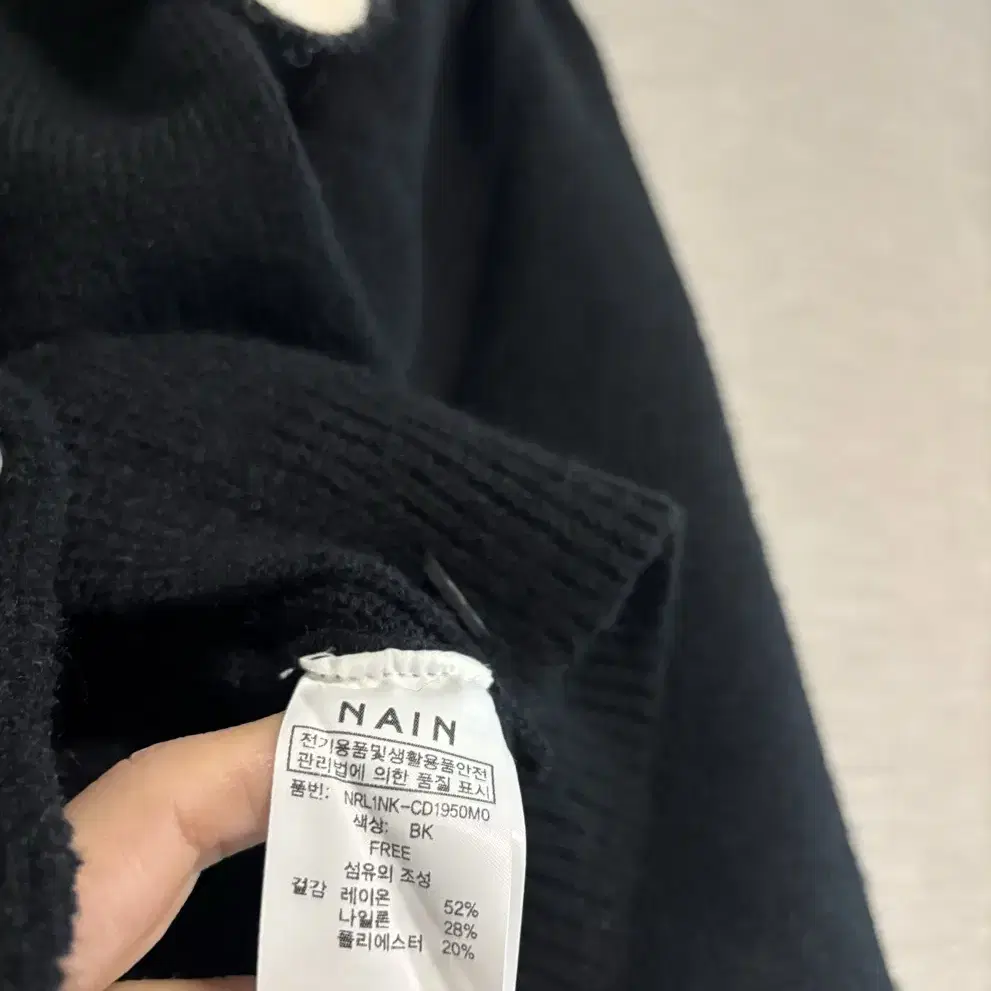 NAIN
전기용품및생활용품안전
관리법에 의한 품질 표시
품번: NRL1NK-CD1950M0
색상: BK
FREE
섬유의 조성
겉감 레이온 52%
나일론 28%
폴리에스터 20%